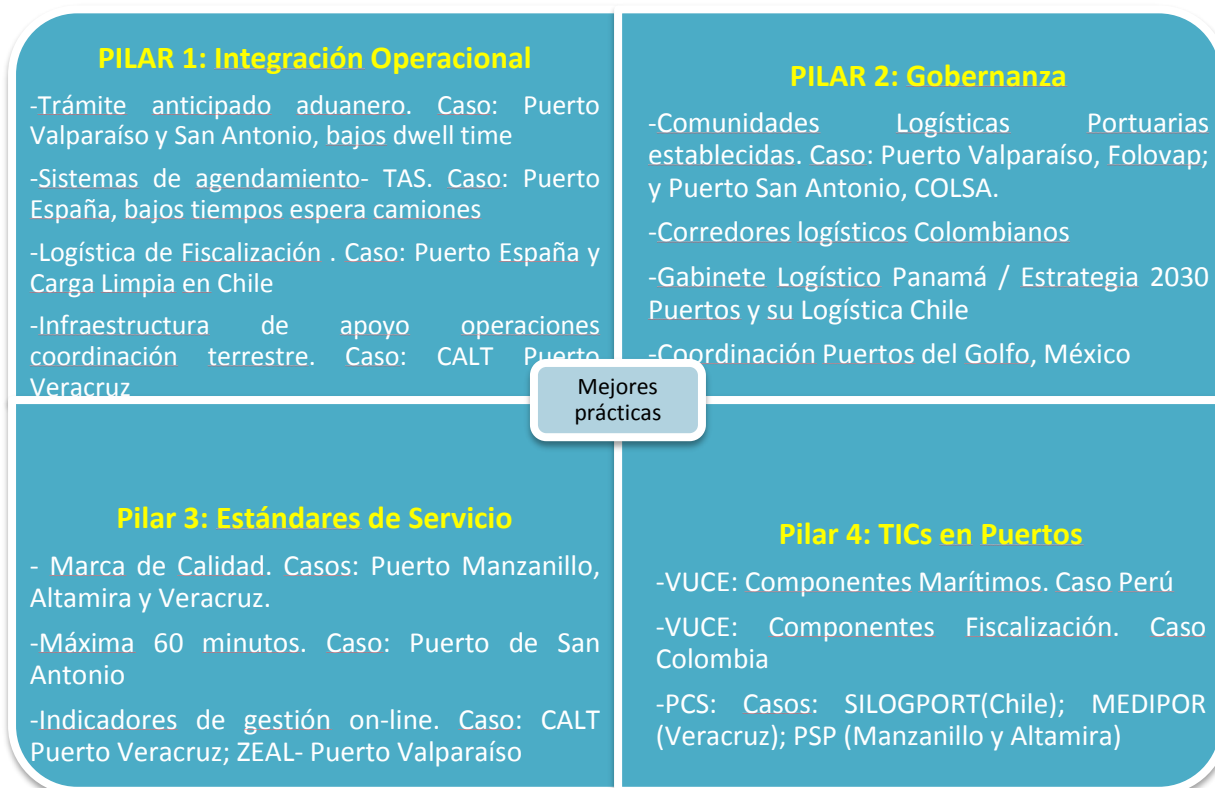 PILAR 1: Integración Operacional
-Trámite anticipado aduanero. Caso: Puerto
Valparaíso y San Antonio, bajos dwell time
-Sistemas de agendamiento- TAS. Caso: Puerto
España, bajos tiempos espera camiones
-Logística de Fiscalización . Caso: Puerto España y
Carga Limpia en Chile
-Infraestructura de apoyo operaciones
coordinación terrestre. Caso: CALT Puerto
Veracruz
PILAR 2: Gobernanza
-Comunidades Logísticas Portuarias
establecidas. Caso: Puerto Valparaíso, Folovap;
y Puerto San Antonio, COLSA.
-Corredores logísticos Colombianos
-Gabinete Logístico Panamá / Estrategia 2030
Puertos y su Logística Chile
-Coordinación Puertos del Golfo, México
Mejores
prácticas
Pilar 3: Estándares de Servicio
- Marca de Calidad. Casos: Puerto Manzanillo,
Altamira y Veracruz.
-Máxima 60 minutos. Caso: Puerto de San
Antonio
-Indicadores de gestión on-line. Caso: CALT
Puerto Veracruz; ZEAL- Puerto Valparaíso
Pilar 4: TICs en Puertos
-VUCE: Componentes Marítimos. Caso Perú
-VUCE: Componentes Fiscalización. Caso
Colombia
-PCS: Casos: SILOGPORT(Chile); MEDIPOR
(Veracruz); PSP (Manzanillo y Altamira)